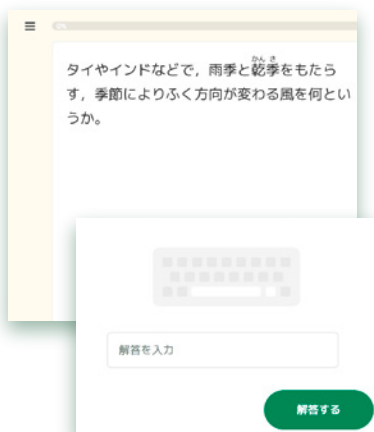 タイやインドなどで，雨季と乾季をもたら
す，季節によりふく方向が変わる風を何とい
うか。
解答を入力
解答する